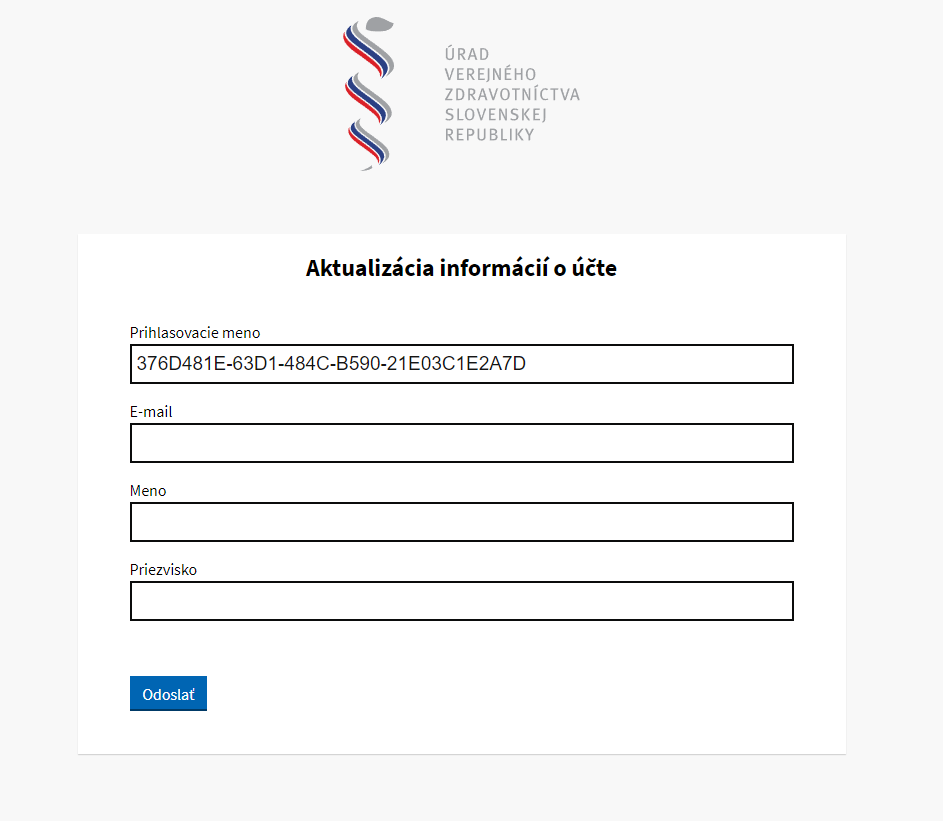 ÚRAD
VEREJNÉHO
ZDRAVOTNÍCTVA
SLOVENSKEJ
REPUBLIKY
Aktualizácia informácií o účte
Prihlasovacie meno
376D481E-63D1-484C-B590-21E03C1E2A7D
E-mail
Meno
Priezvisko
Odoslať